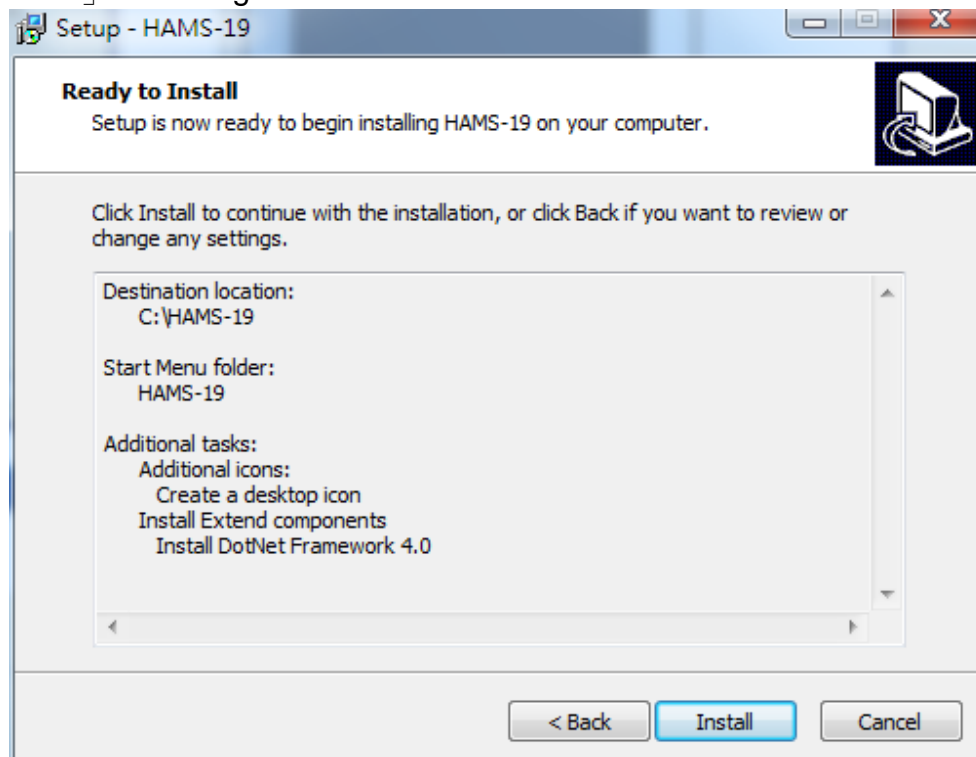 Setup - HAMS-19
Ready to Install
Setup is now ready to begin installing HAMS-19 on your computer.
Click Install to continue with the installation, or click Back if you want to review or
change any settings.
Destination location:
C:\HAMS-19
Start Menu folder:
HAMS-19
Additional tasks:
Additional icons:
Create a desktop icon
Install Extend components
Install DotNet Framework 4.0
< Back
Install
Cancel